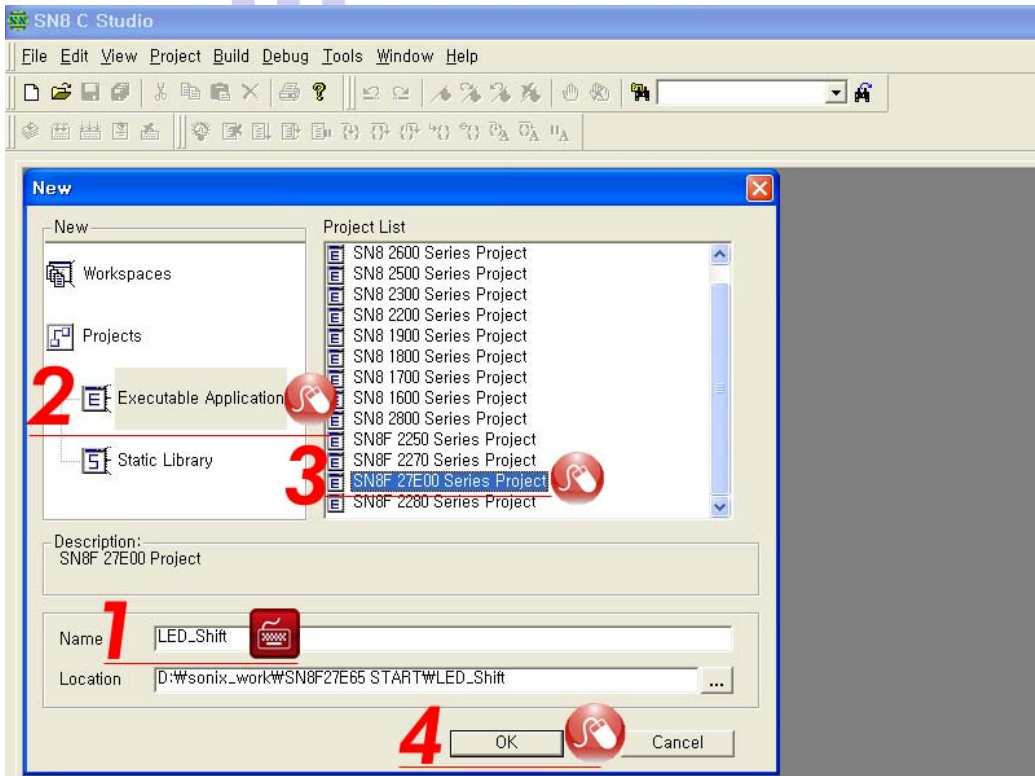 SN8 C Studio
File Edit View Project Build Debug Tools Window Help
New
New
Project List
Workspaces
Projects
Executable Application
Static Library
SN8 2600 Series Project
SN8 2500 Series Project
SN8 2300 Series Project
SN8 2200 Series Project
SN8 1900 Series Project
SN8 1800 Series Project
SN8 1700 Series Project
SN8 1600 Series Project
SN8 2800 Series Project
SN8F 2250 Series Project
SN8F 2270 Series Project
SN8F 27E00 Series Project
SN8F 2280 Series Project
2
3
Description:
SN8F 27E00 Project
1
Name LED_Shift
Location D:₩sonix_work₩SN8F27E65 START₩LED_Shift ...
4
OK Cancel